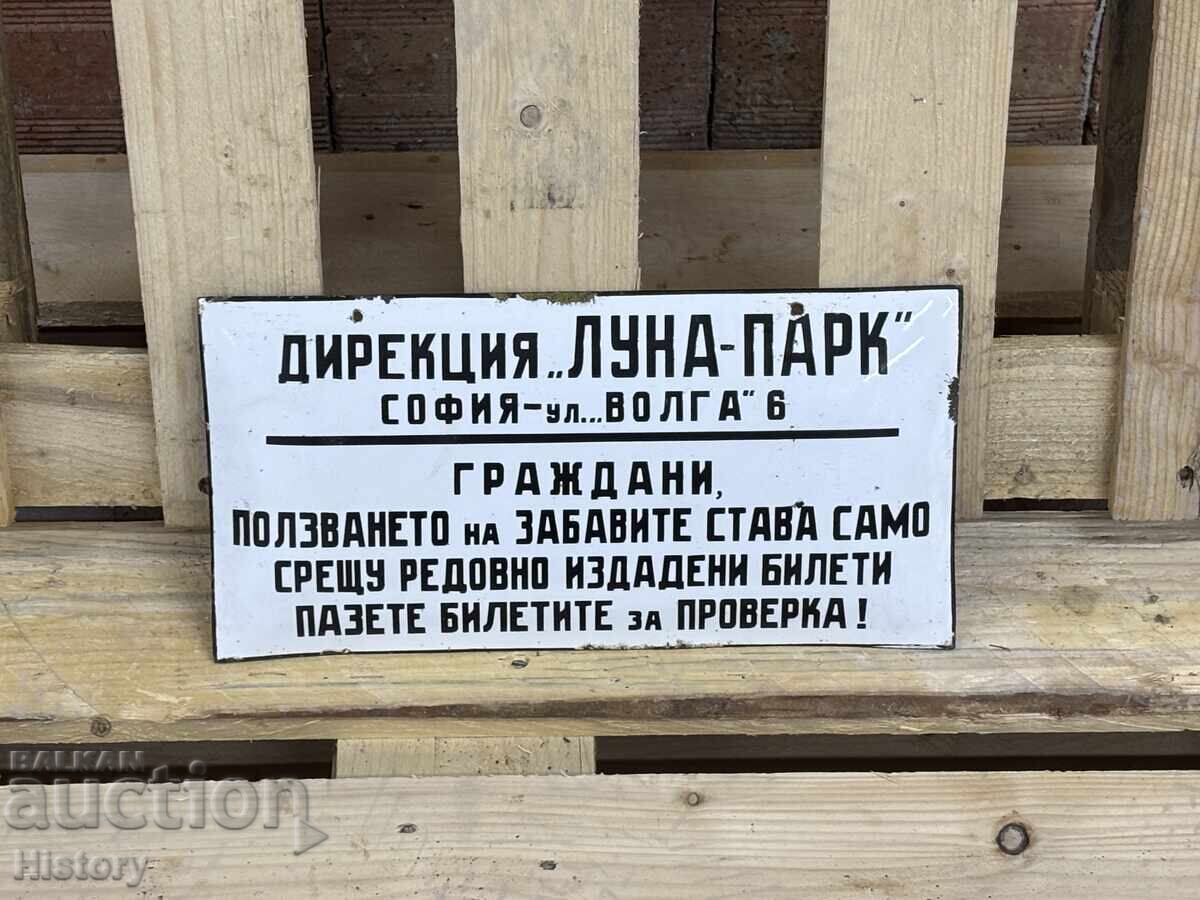 ДИРЕКЦИЯ „ЛУНА-ПАРК"
СОФИЯ-ул. „ВОЛГА" 6
ГРАЖДАНИ,
ПОЛЗВАНЕТО на ЗАБАВИТЕ СТАВА САМО
СРЕЩУ РЕДОВНО ИЗДАДЕНИ БИЛЕТИ
ПАЗЕТЕ БИЛЕТИТЕ за ПРОВЕРКА!
BALKAN
auction
History